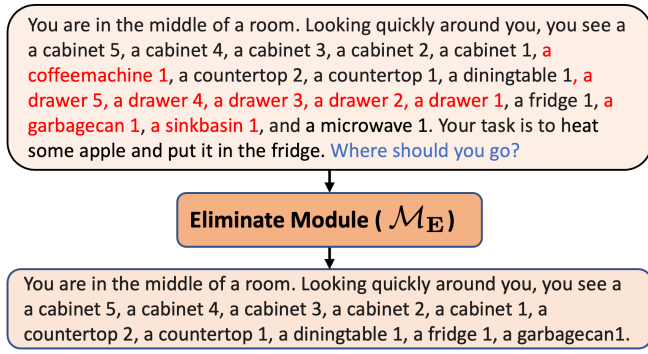 You are in the middle of a room. Looking quickly around you, you see a
a cabinet 5, a cabinet 4, a cabinet 3, a cabinet 2, a cabinet 1, a
coffeemachine 1, a countertop 2, a countertop 1, a diningtable 1, a
drawer 5, a drawer 4, a drawer 3, a drawer 2, a drawer 1, a fridge 1, a
garbagecan 1, a sinkbasin 1, and a microwave 1. Your task is to heat
some apple and put it in the fridge. Where should you go?
Eliminate Module ( ℳ_E )
You are in the middle of a room. Looking quickly around you, you see a
a cabinet 5, a cabinet 4, a cabinet 3, a cabinet 2, a cabinet 1, a
countertop 2, a countertop 1, a diningtable 1, a fridge 1, a garbagecan1.